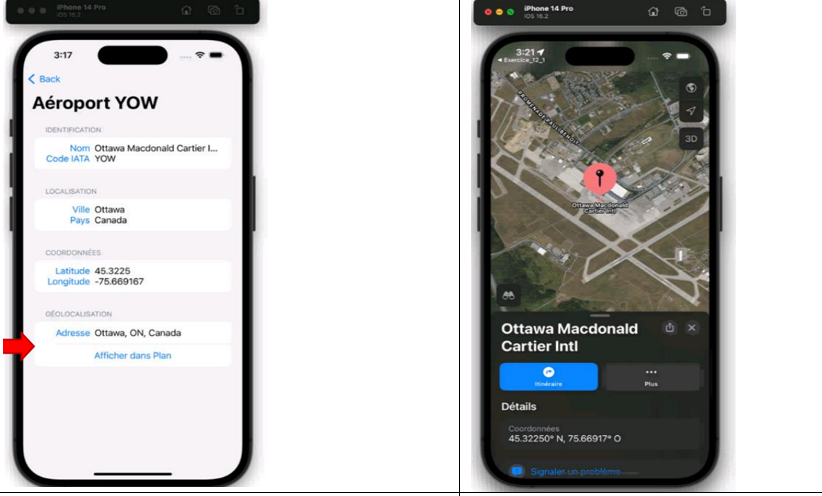 iPhone 14 Pro
iOS 16.2
3:17
Back
Aéroport YOW
IDENTIFICATION
Nom Ottawa Macdonald Cartier I...
Code IATA YOW
LOCALISATION
Ville Ottawa
Pays Canada
COORDONNÉES
Latitude 45.3225
Longitude -75.669167
GÉOLOCALISATION
Adresse Ottawa, ON, Canada
Afficher dans Plan
iPhone 14 Pro
iOS 16.2
3:21
Exercice_12_1
3D
Ottawa Macdonald
Cartier Intl
Ottawa Macdonald
Cartier Intl
Itinéraire
Plus
Détails
Coordonnées
45.32250° N, 75.66917° O
Signaler un problème